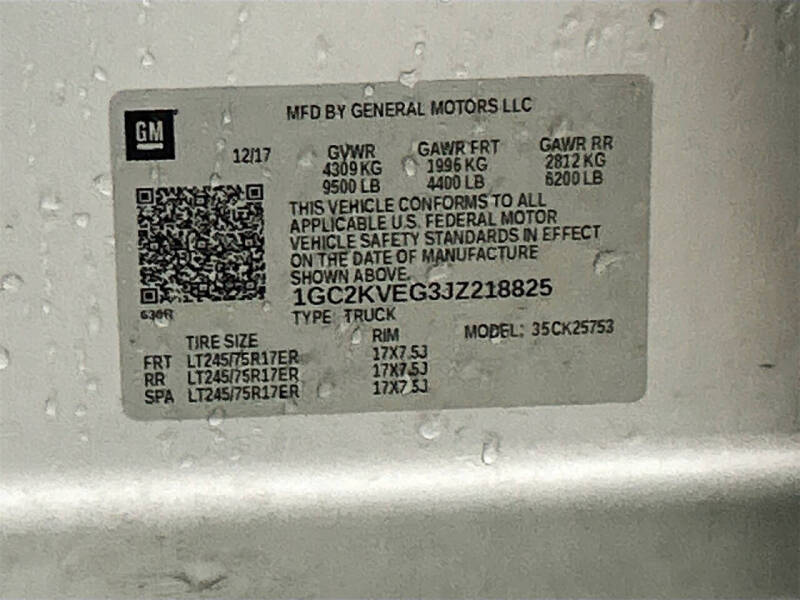 GM
MFD BY GENERAL MOTORS LLC
12/17
GVWR GAWR FRT GAWR RR
4309 KG 1996 KG 2812 KG
9500 LB 4400 LB 6200 LB
THIS VEHICLE CONFORMS TO ALL
APPLICABLE U.S. FEDERAL MOTOR
VEHICLE SAFETY STANDARDS IN EFFECT
ON THE DATE OF MANUFACTURE
SHOWN ABOVE.
1GC2KVEG3JZ218825
TYPE TRUCK
MODEL: 35CK25753
TIRE SIZE RIM
FRT LT245/75R17ER 17X7.5J
RR LT245/75R17ER 17X7.5J
SPA LT245/75R17ER 17X7.5J